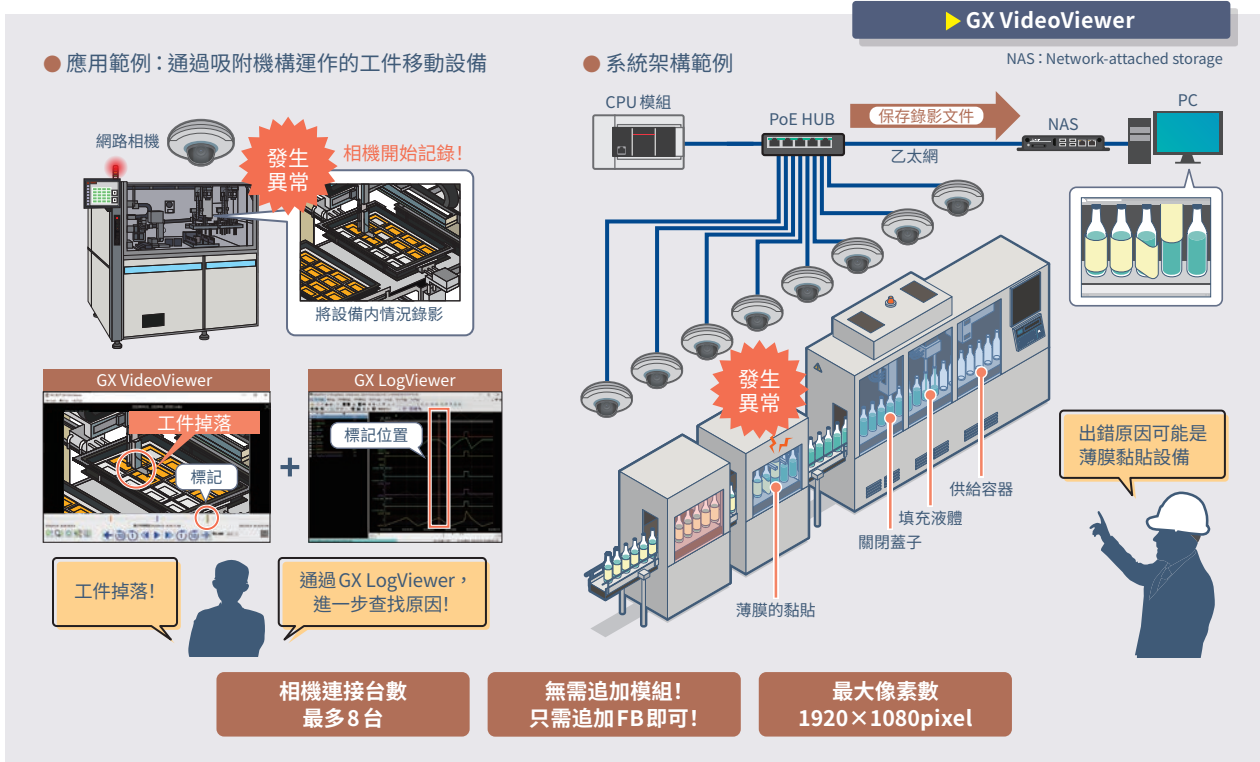 ▶ GX VideoViewer
● 應用範例：通過吸附機構運作的工件移動設備
網路相機
發生
異常
相機開始記錄！
將設備內情況錄影
GX VideoViewer
工件掉落
標記
+
GX LogViewer
標記位置
工件掉落！
通過GX LogViewer，
進一步查找原因！
● 系統架構範例
NAS：Network-attached storage
CPU模組
PoE HUB
保存錄影文件
乙太網
NAS
PC
發生
異常
供給容器
填充液體
關閉蓋子
薄膜的黏貼
出錯原因可能是
薄膜黏貼設備
相機連接台數
最多8台
無需追加模組！
只需追加FB即可！
最大像素數
1920×1080pixel